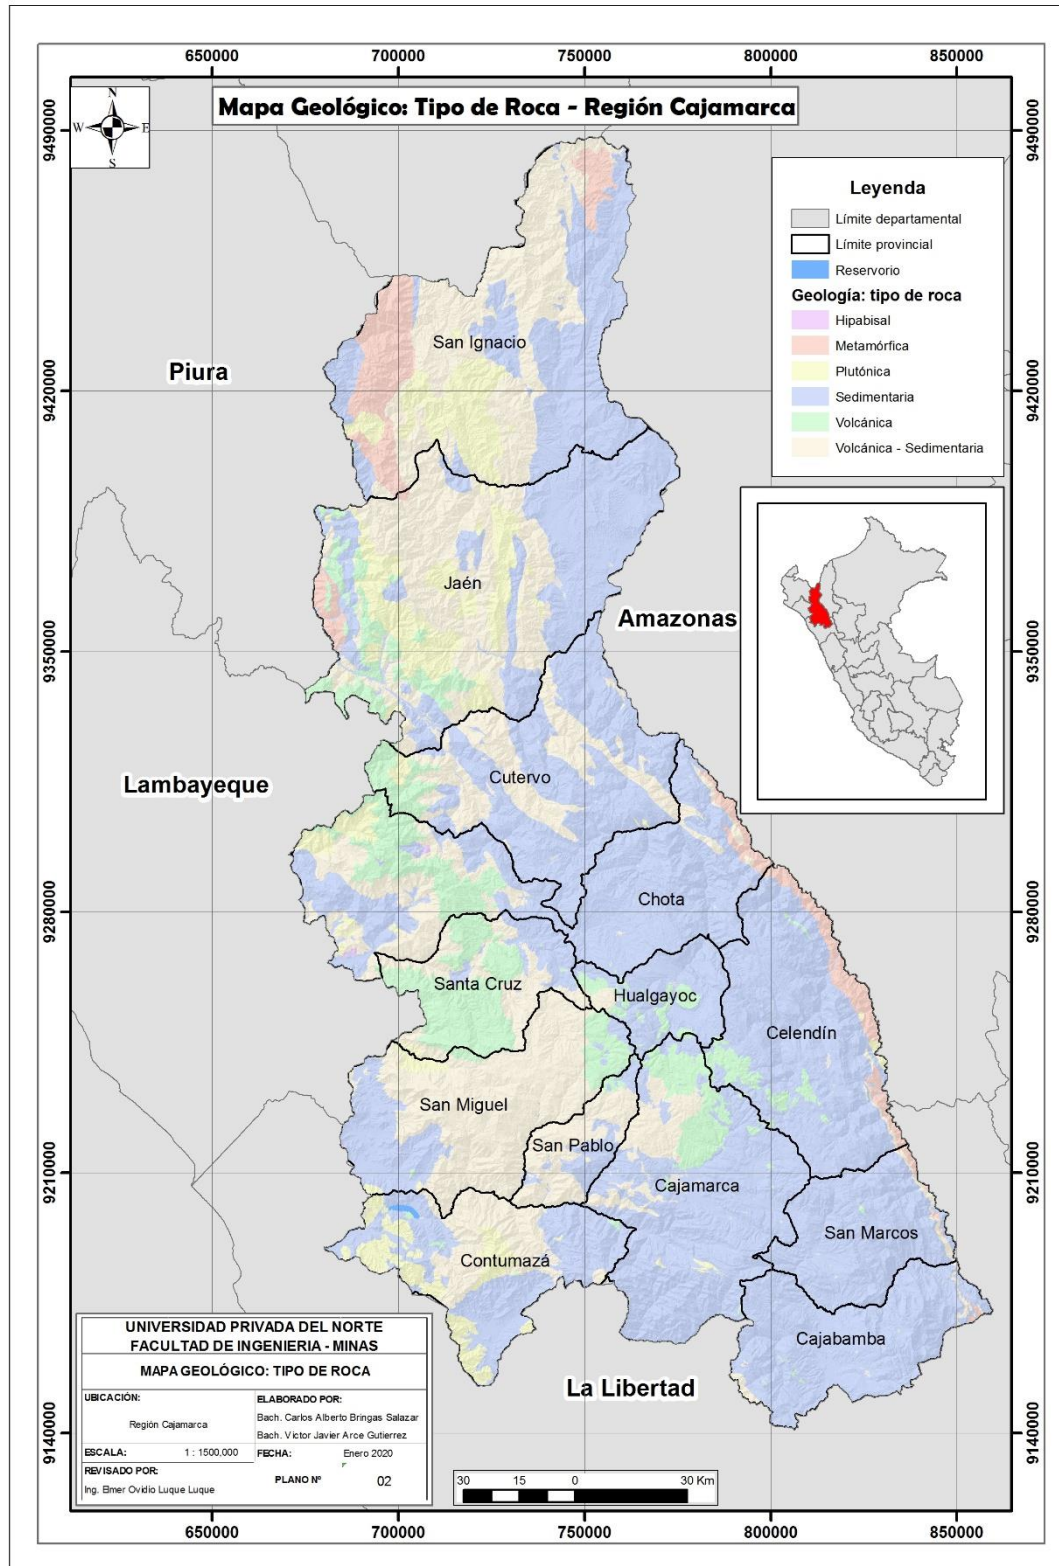 650000 700000 750000 800000 850000
Mapa Geológico: Tipo de Roca - Región Cajamarca
N
W E
S
9490000 9490000
Leyenda
Límite departamental
Límite provincial
Reservorio
Geología: tipo de roca
Hipabisal
Metamórfica
Plutónica
Sedimentaria
Volcánica
Volcánica - Sedimentaria
San Ignacio
Piura
9420000 9420000
Jaén
Amazonas
9350000 9350000
Cutervo
Lambayeque
Chota
9280000 9280000
Santa Cruz
Hualgayoc
Celendín
San Miguel
San Pablo
9210000 9210000
Cajamarca
San Marcos
Contumazá
Cajabamba
La Libertad
9140000 9140000
UNIVERSIDAD PRIVADA DEL NORTE
FACULTAD DE INGENIERIA - MINAS
MAPA GEOLÓGICO: TIPO DE ROCA
UBICACIÓN:
Región Cajamarca
ELABORADO POR:
Bach. Carlos Alberto Bringas Salazar
Bach. Victor Javier Arce Gutierrez
ESCALA: 1 : 1500,000
FECHA: Enero 2020
REVISADO POR:
Ing. Elmer Ovidio Luque Luque
PLANO Nº 02
30 15 0 30 Km
650000 700000 750000 800000 850000